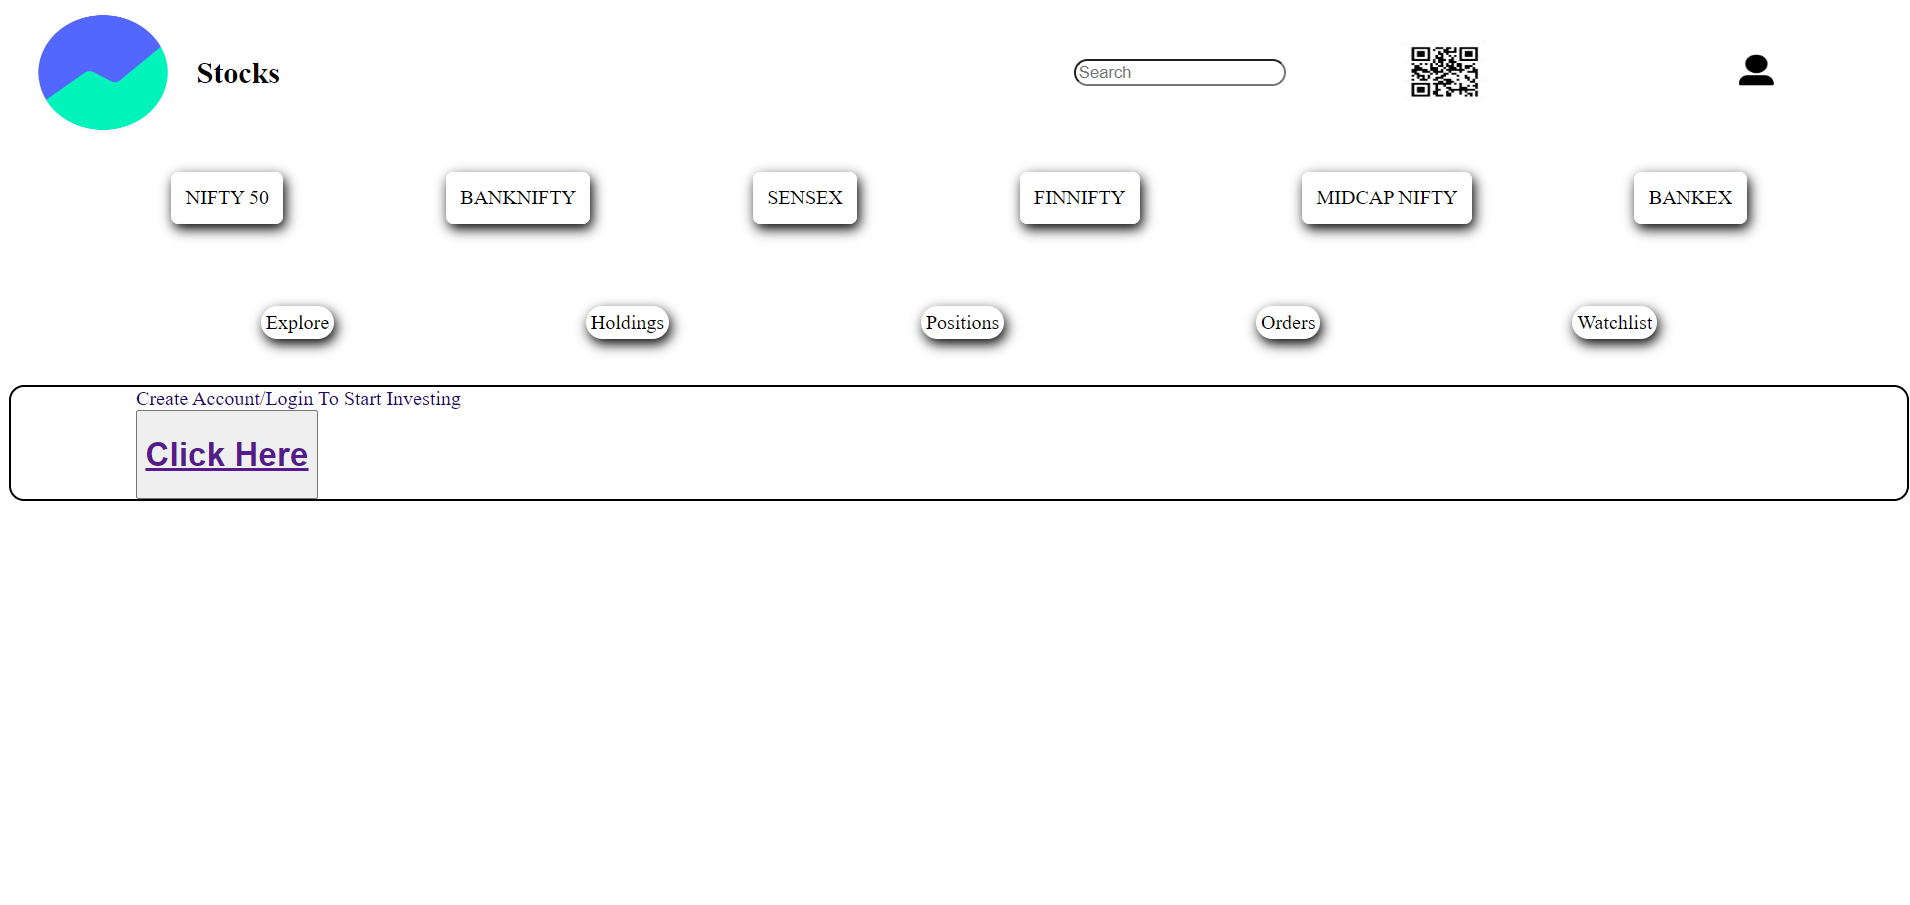 Stocks
Search
NIFTY 50 BANKNIFTY SENSEX FINNIFTY MIDCAP NIFTY BANKEX
Explore Holdings Positions Orders Watchlist
Create Account/Login To Start Investing
Click Here